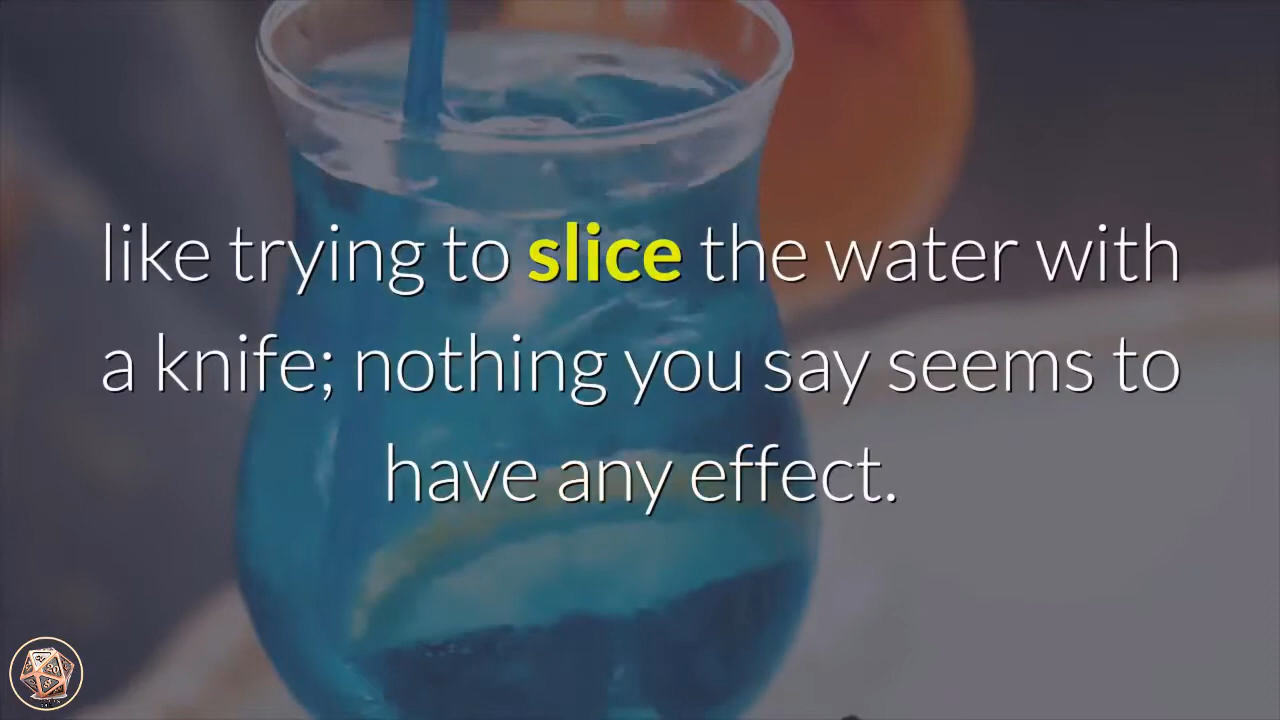 like trying to slice the water with
a knife; nothing you say seems to
have any effect.